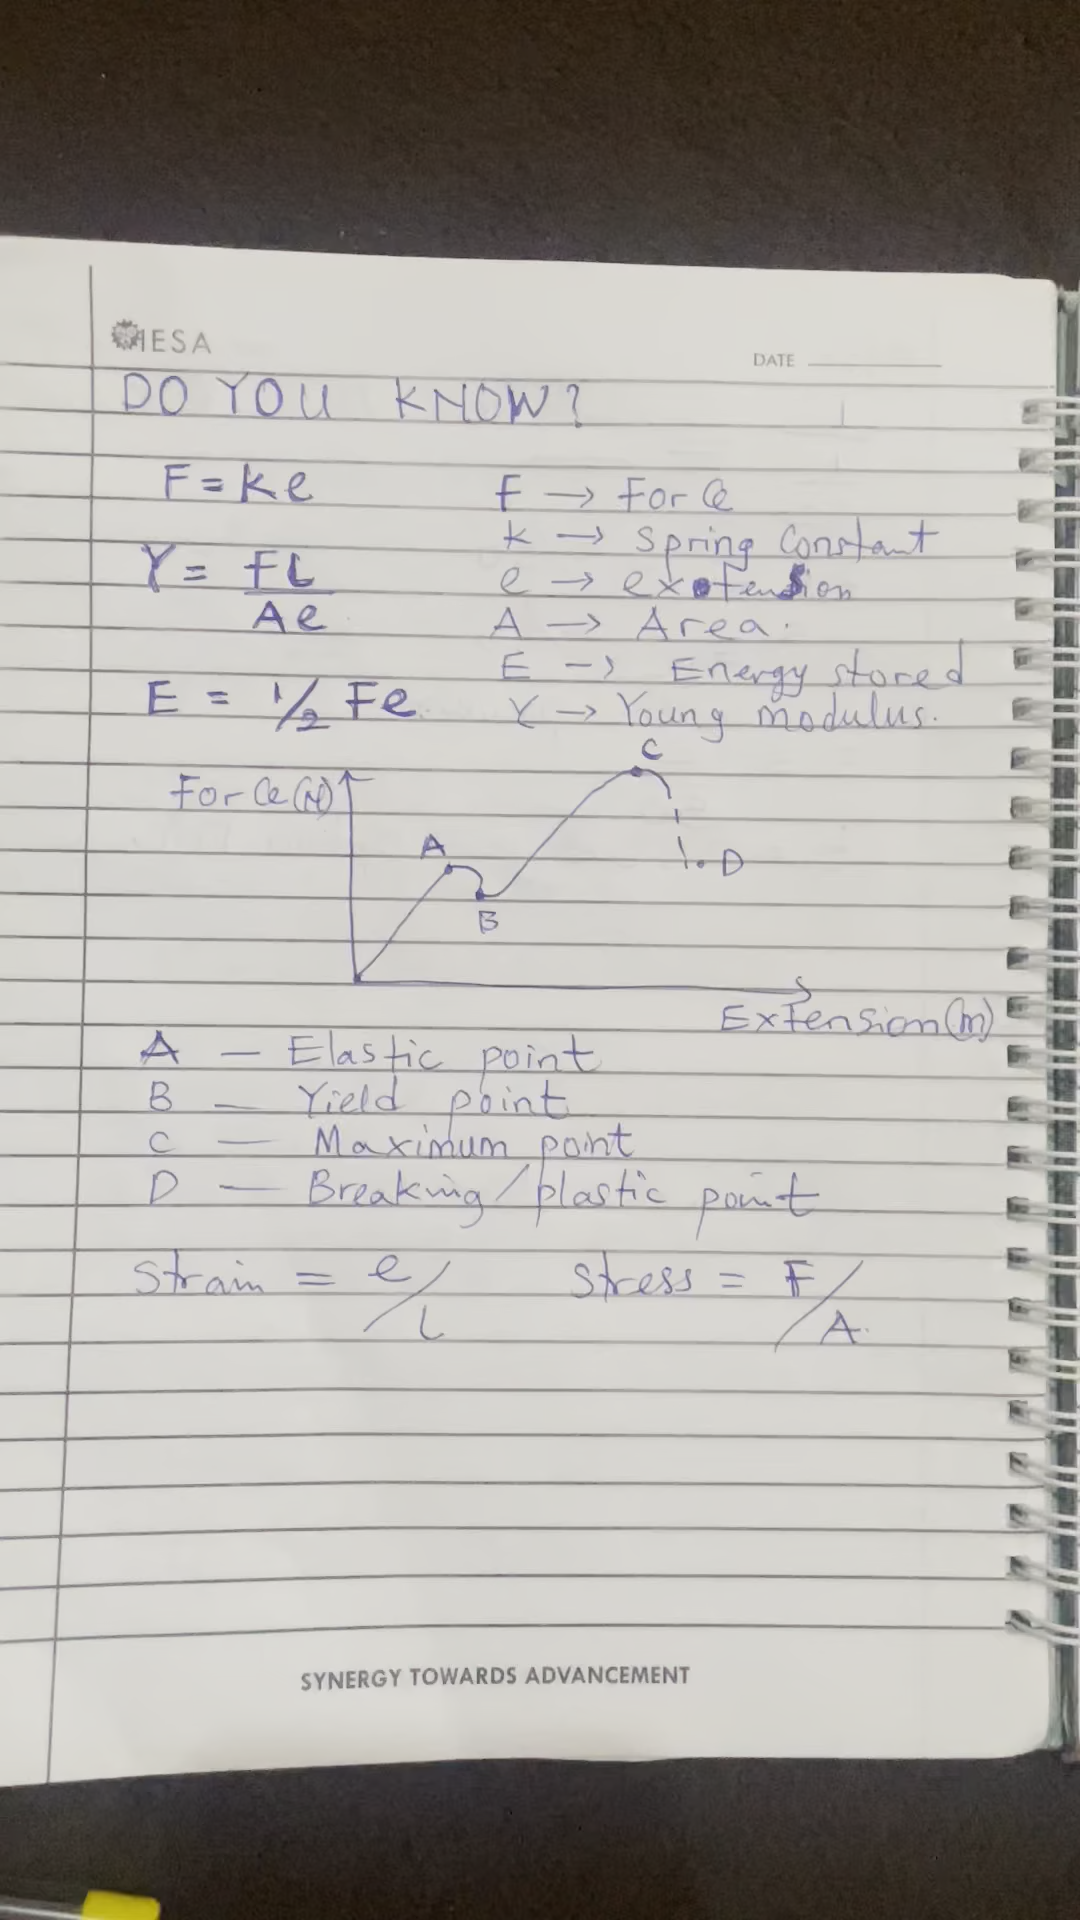 IESA
DATE
DO YOU KNOW?
F = Ke
F → Force
K → Spring Constant
Y = FL
Ae
e → extension
A → Area.
E → Energy stored
E = 1/2 Fe.
Y → Young modulus.
C
Force (N)
A
D
B
Extension (m)
A — Elastic point
B — Yield point
C — Maximum point
D — Breaking / plastic point
Strain = e/L Stress = F/A.
SYNERGY TOWARDS ADVANCEMENT